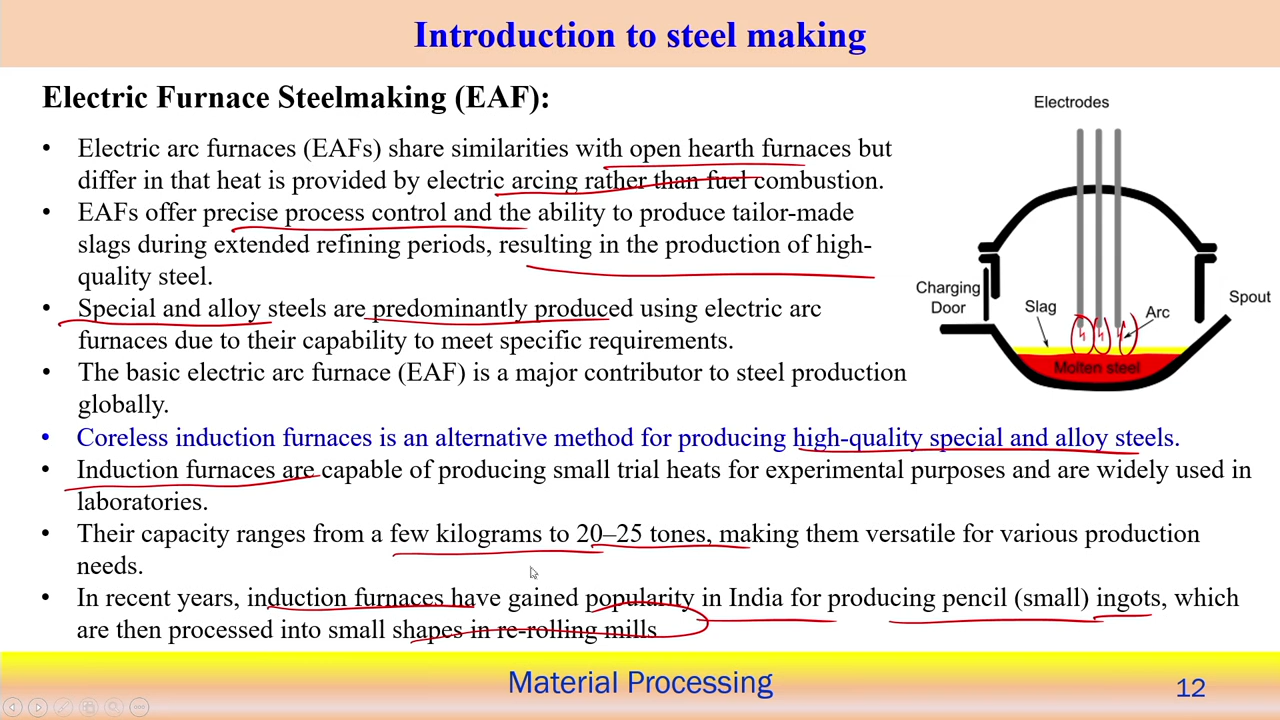 Introduction to steel making
Electric Furnace Steelmaking (EAF):
• Electric arc furnaces (EAFs) share similarities with open hearth furnaces but
differ in that heat is provided by electric arcing rather than fuel combustion.
• EAFs offer precise process control and the ability to produce tailor-made
slags during extended refining periods, resulting in the production of high-
quality steel.
• Special and alloy steels are predominantly produced using electric arc
furnaces due to their capability to meet specific requirements.
• The basic electric arc furnace (EAF) is a major contributor to steel production
globally.
• Coreless induction furnaces is an alternative method for producing high-quality special and alloy steels.
• Induction furnaces are capable of producing small trial heats for experimental purposes and are widely used in
laboratories.
• Their capacity ranges from a few kilograms to 20–25 tones, making them versatile for various production
needs.
• In recent years, induction furnaces have gained popularity in India for producing pencil (small) ingots, which
are then processed into small shapes in re-rolling mills
Electrodes
Charging
Door
Slag
Arc
Spout
Molten steel
Material Processing
12